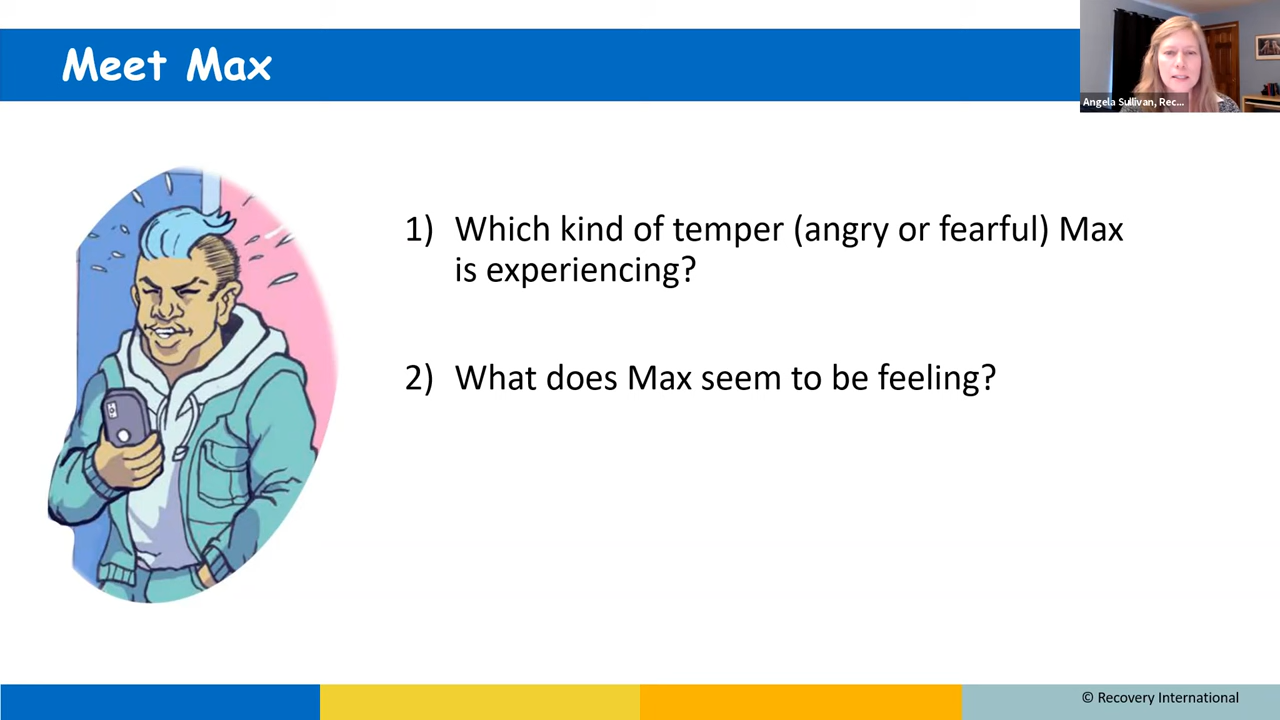 Meet Max
Angela Sullivan, Rec...
1) Which kind of temper (angry or fearful) Max
is experiencing?
2) What does Max seem to be feeling?
© Recovery International